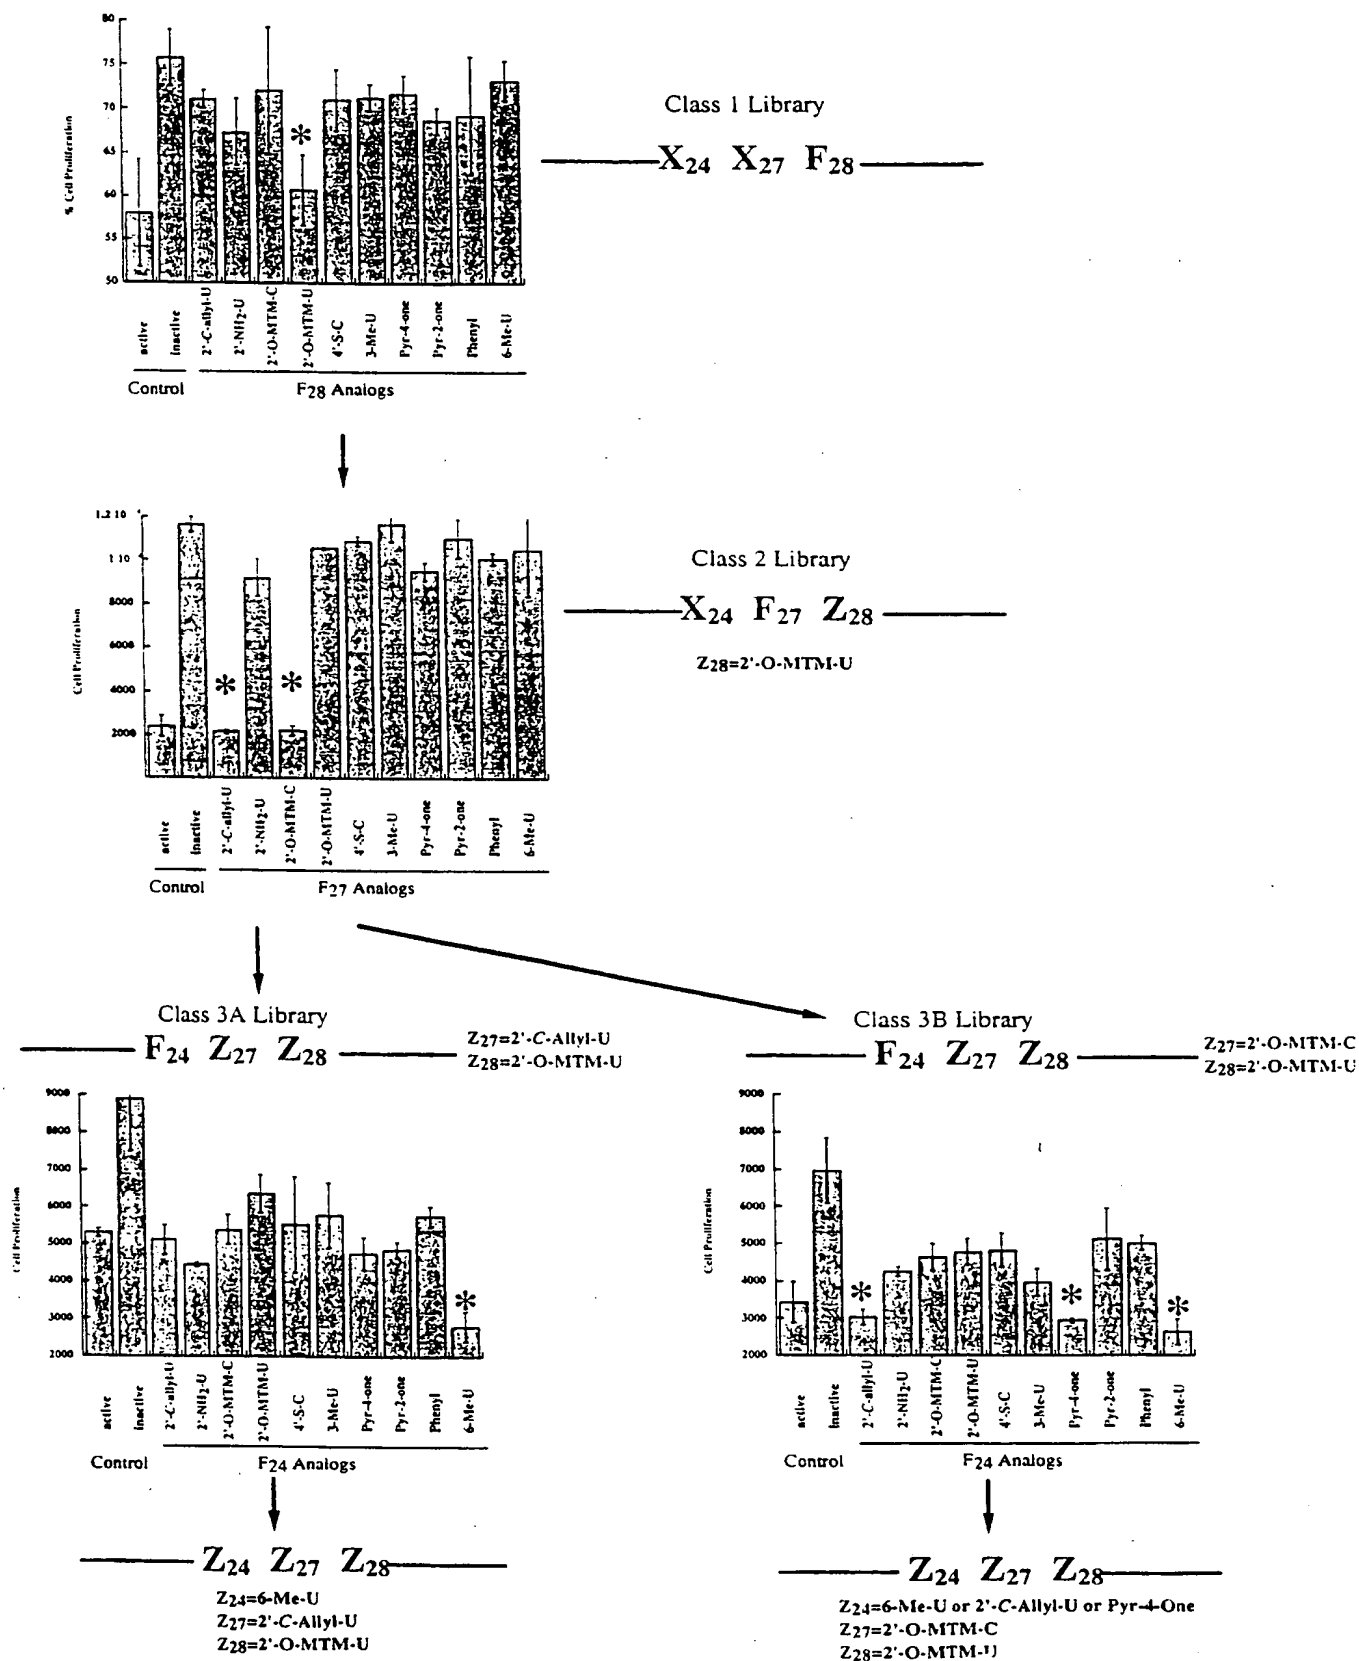 80
75
70
65
60
55
50
% Cell Proliferation
*
active
Inactive
2'-C-allyl-U
2'-NH2-U
2'-O-MTM-C
2'-O-MTM-U
4'-S-C
3-Me-U
Pyr-4-one
Pyr-2-one
Phenyl
6-Me-U
Control
F28 Analogs
Class 1 Library
X24 X27 F28
1.2 10
1 10
8000
6000
4000
2000
Cell Proliferation
*
*
active
Inactive
2'-C-allyl-U
2'-NH2-U
2'-O-MTM-C
2'-O-MTM-U
4'-S-C
3-Me-U
Pyr-4-one
Pyr-2-one
Phenyl
6-Me-U
Control
F27 Analogs
Class 2 Library
X24 F27 Z28
Z28=2'-O-MTM-U
Class 3A Library
F24 Z27 Z28
Z27=2'-C-Allyl-U
Z28=2'-O-MTM-U
9000
8000
7000
6000
5000
4000
3000
2000
Cell Proliferation
*
active
Inactive
2'-C-allyl-U
2'-NH2-U
2'-O-MTM-C
2'-O-MTM-U
4'-S-C
3-Me-U
Pyr-4-one
Pyr-2-one
Phenyl
6-Me-U
Control
F24 Analogs
Z24 Z27 Z28
Z24=6-Me-U
Z27=2'-C-Allyl-U
Z28=2'-O-MTM-U
Class 3B Library
F24 Z27 Z28
Z27=2'-O-MTM-C
Z28=2'-O-MTM-U
9000
8000
7000
6000
5000
4000
3000
2000
Cell Proliferation
*
*
*
active
Inactive
2'-C-allyl-U
2'-NH2-U
2'-O-MTM-C
2'-O-MTM-U
4'-S-C
3-Me-U
Pyr-4-one
Pyr-2-one
Phenyl
6-Me-U
Control
F24 Analogs
Z24 Z27 Z28
Z24=6-Me-U or 2'-C-Allyl-U or Pyr-4-One
Z27=2'-O-MTM-C
Z28=2'-O-MTM-U